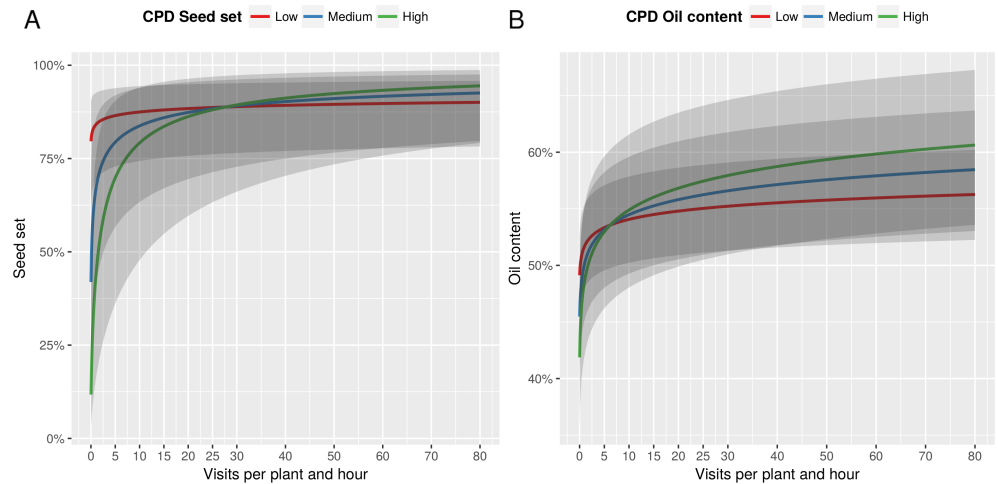 A CPD Seed set Low Medium High
100%
75%
50%
25%
0%
Seed set
0 5 10 15 20 25 30 40 50 60 70 80
Visits per plant and hour
B CPD Oil content Low Medium High
60%
50%
40%
Oil content
0 5 10 15 20 25 30 40 50 60 70 80
Visits per plant and hour